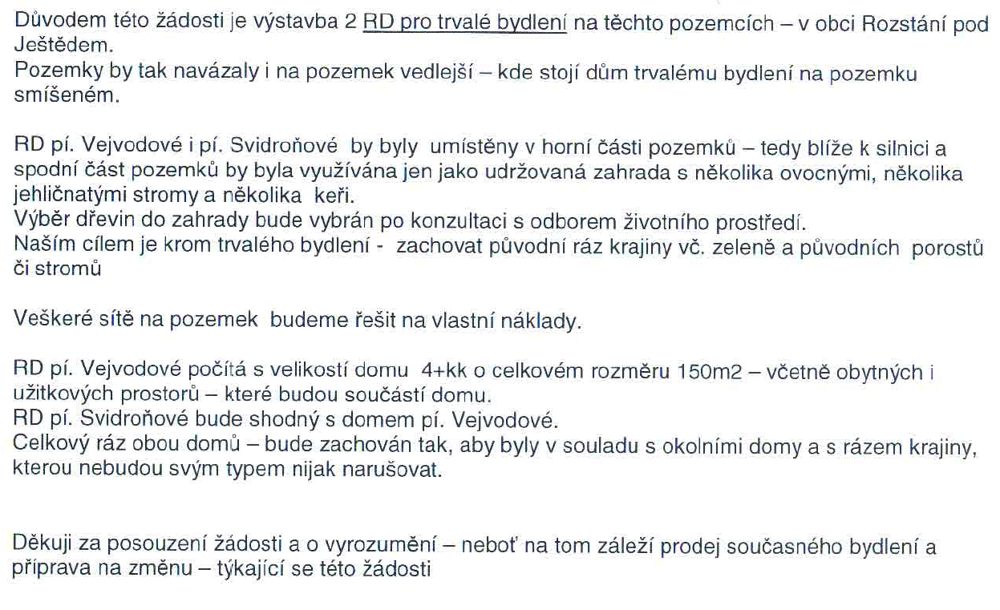 Důvodem této žádosti je výstavba 2 RD pro trvalé bydlení na těchto pozemcích – v obci Rozstání pod
Ještědem.
Pozemky by tak navázaly i na pozemek vedlejší – kde stojí dům trvalému bydlení na pozemku
smíšeném.
RD pí. Vejvodové i pí. Svidroňové by byly umístěny v horní části pozemků – tedy blíže k silnici a
spodní část pozemků by byla využívána jen jako udržovaná zahrada s několika ovocnými, několika
jehličnatými stromy a několika keři.
Výběr dřevin do zahrady bude vybrán po konzultaci s odborem životního prostředí.
Naším cílem je krom trvalého bydlení - zachovat původní ráz krajiny vč. zeleně a původních porostů
či stromů
Veškeré sítě na pozemek budeme řešit na vlastní náklady.
RD pí. Vejvodové počítá s velikostí domu 4+kk o celkovém rozměru 150m2 – včetně obytných i
užitkových prostorů – které budou součástí domu.
RD pí. Svidroňové bude shodný s domem pí. Vejvodové.
Celkový ráz obou domů – bude zachován tak, aby byly v souladu s okolními domy a s rázem krajiny,
kterou nebudou svým typem nijak narušovat.
Děkuji za posouzení žádosti a o vyrozumění – neboť na tom záleží prodej současného bydlení a
příprava na změnu – týkající se této žádosti